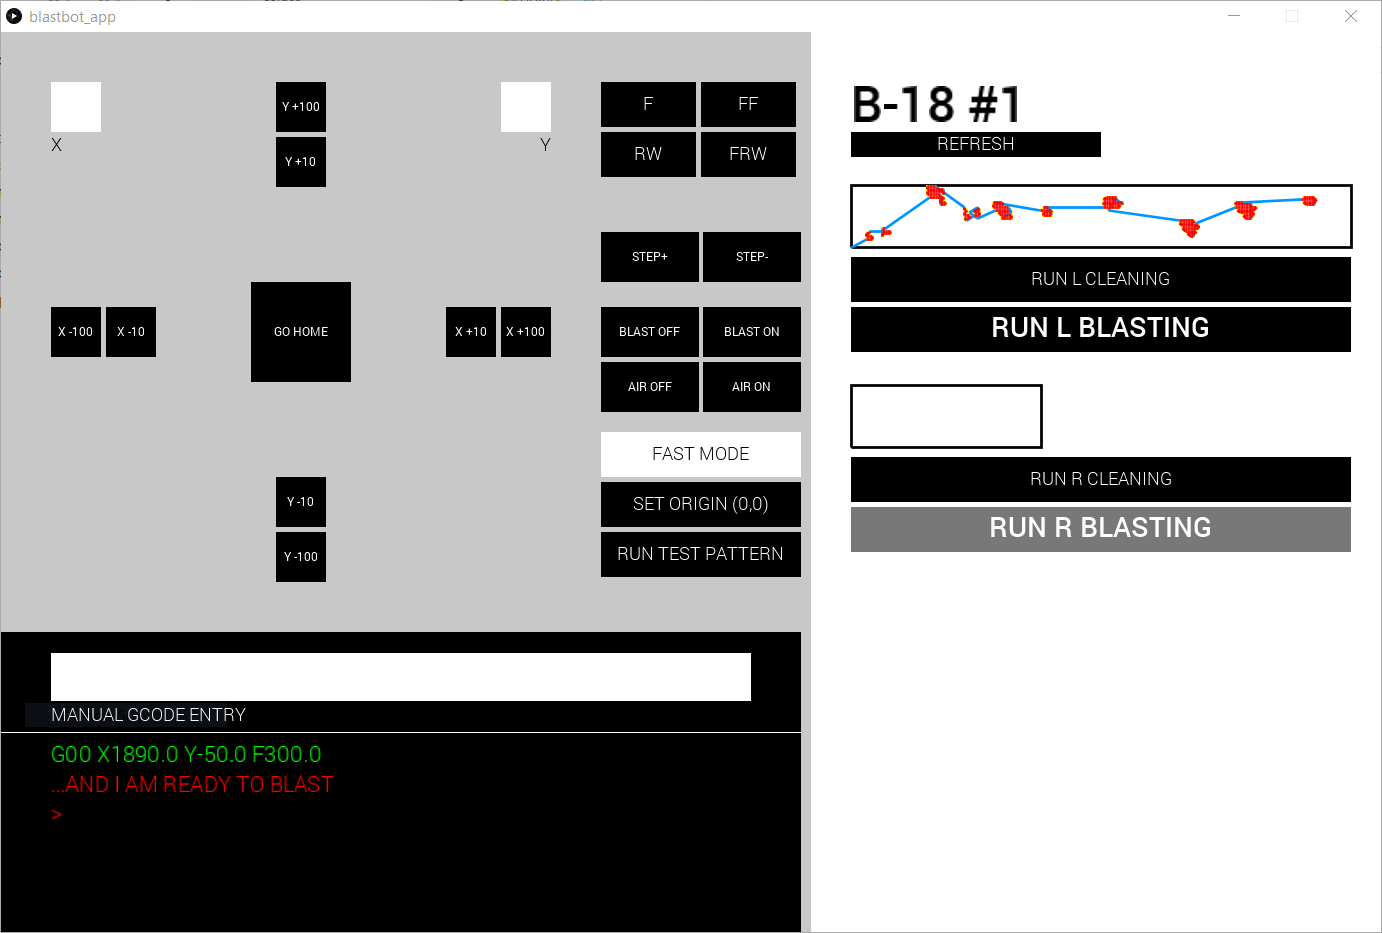 blastbot_app
X
Y +100
Y +10
Y
F
FF
RW
FRW
STEP+
STEP-
X -100
X -10
GO HOME
X +10
X +100
BLAST OFF
BLAST ON
AIR OFF
AIR ON
FAST MODE
Y -10
SET ORIGIN (0,0)
Y -100
RUN TEST PATTERN
MANUAL GCODE ENTRY
G00 X1890.0 Y-50.0 F300.0
...AND I AM READY TO BLAST
>
B-18 #1
REFRESH
RUN L CLEANING
RUN L BLASTING
RUN R CLEANING
RUN R BLASTING